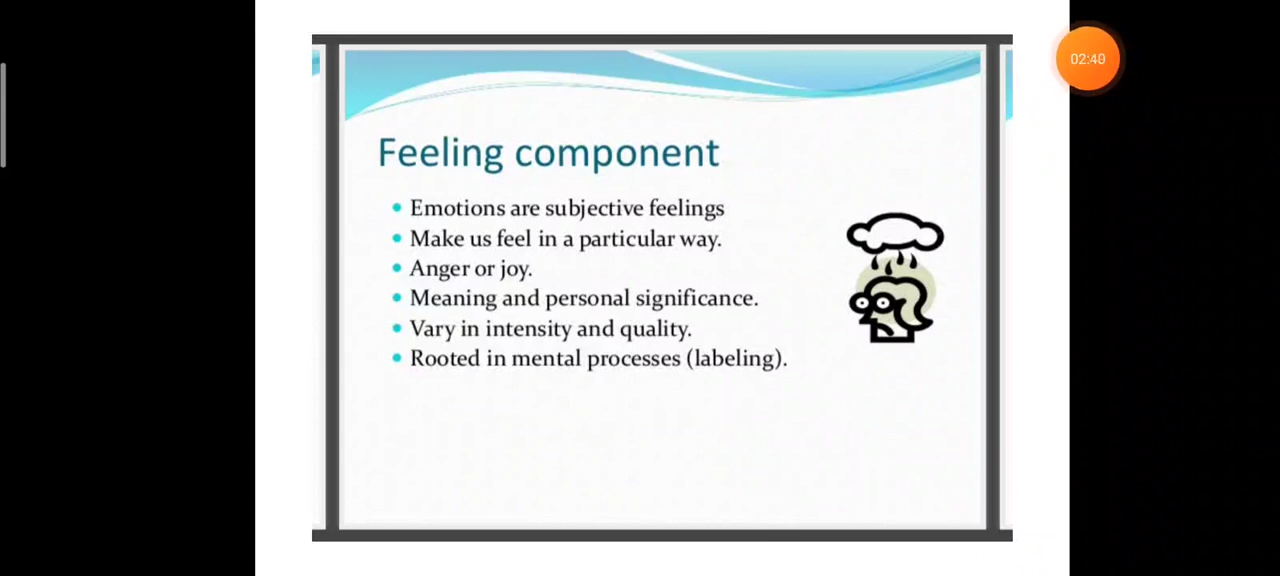 02:40
Feeling component
Emotions are subjective feelings
Make us feel in a particular way.
Anger or joy.
Meaning and personal significance.
Vary in intensity and quality.
Rooted in mental processes (labeling).